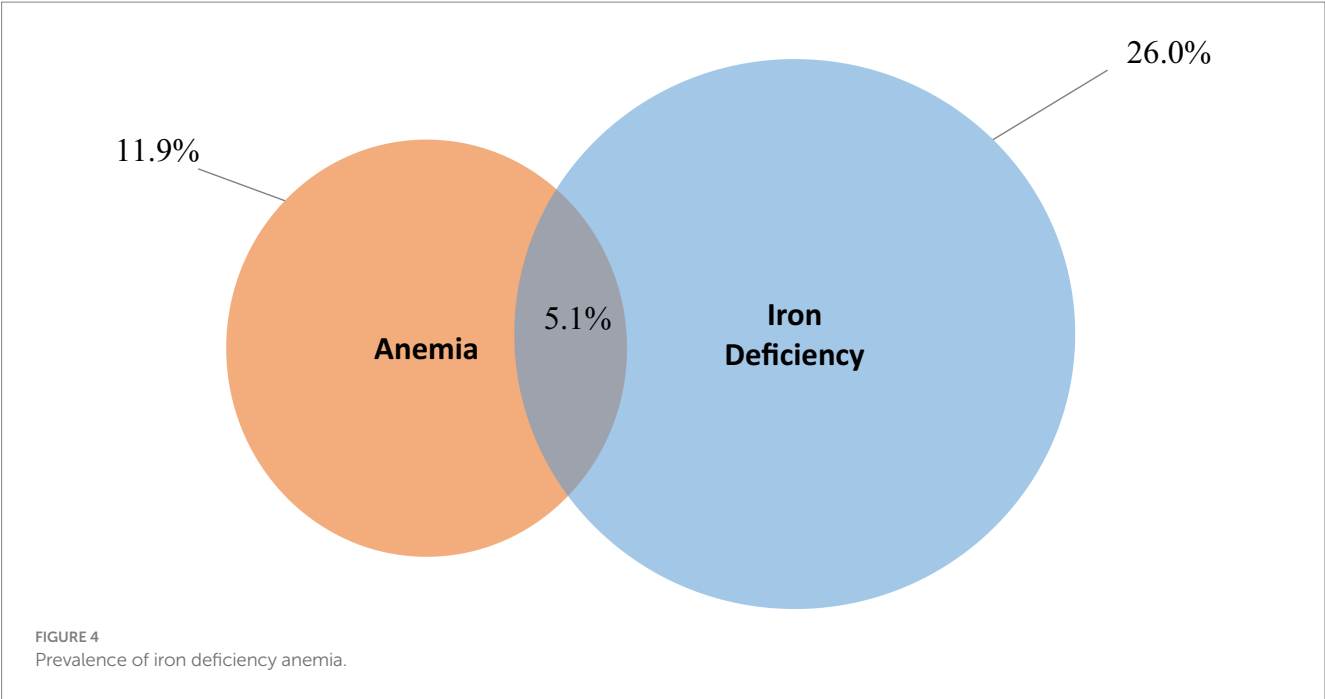 26.0%
11.9%
5.1%
Anemia
Iron
Deficiency
FIGURE 4
Prevalence of iron deficiency anemia.